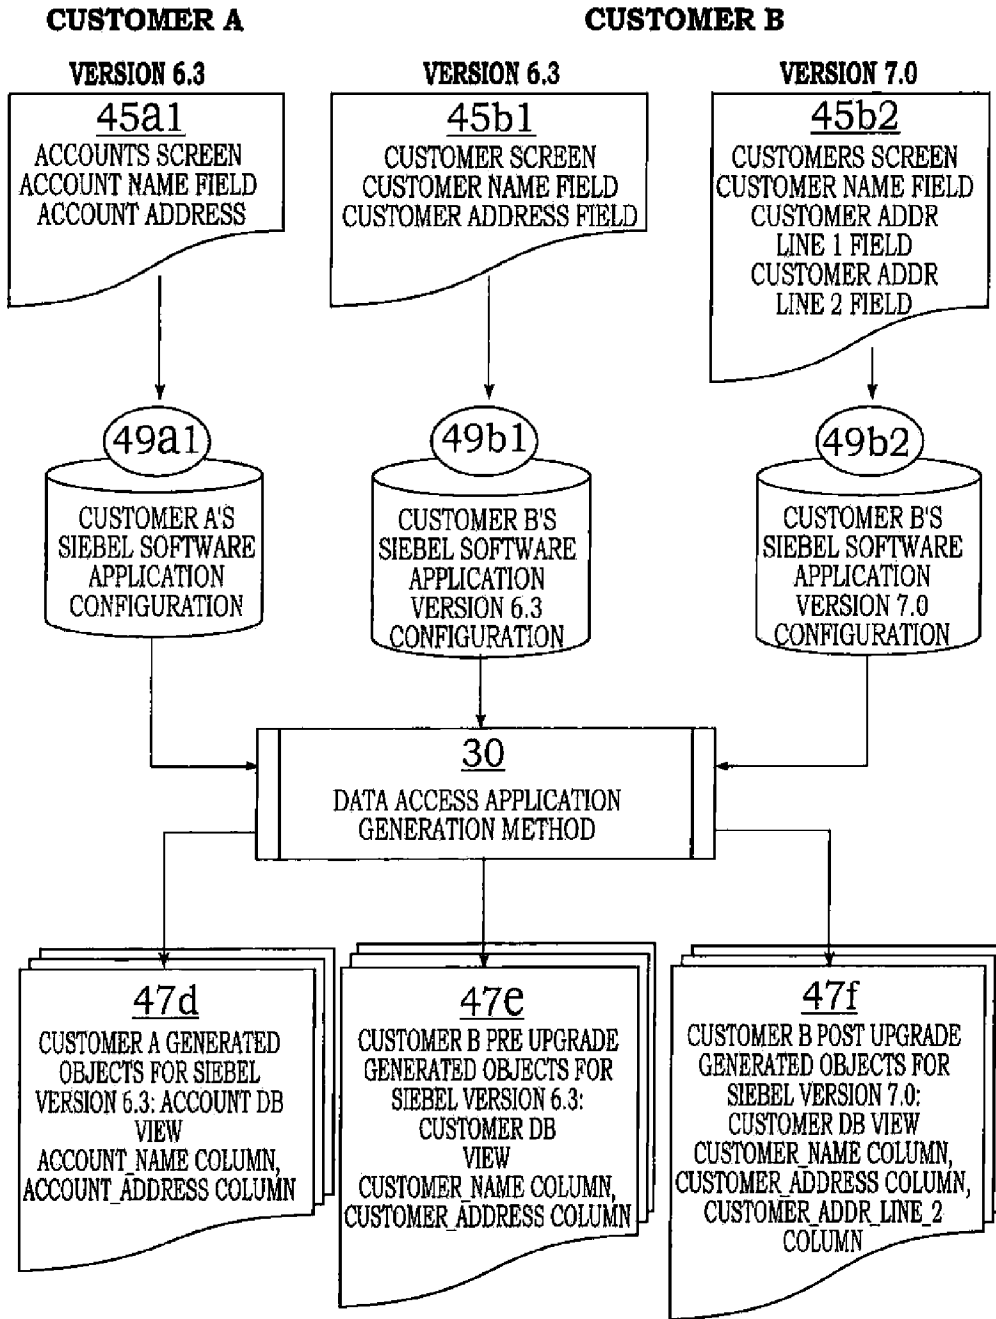 CUSTOMER A
CUSTOMER B
VERSION 6.3
VERSION 6.3
VERSION 7.0
45a1
ACCOUNTS SCREEN
ACCOUNT NAME FIELD
ACCOUNT ADDRESS
45b1
CUSTOMER SCREEN
CUSTOMER NAME FIELD
CUSTOMER ADDRESS FIELD
45b2
CUSTOMERS SCREEN
CUSTOMER NAME FIELD
CUSTOMER ADDR
LINE 1 FIELD
CUSTOMER ADDR
LINE 2 FIELD
49a1
CUSTOMER A'S
SIEBEL SOFTWARE
APPLICATION
CONFIGURATION
49b1
CUSTOMER B'S
SIEBEL SOFTWARE
APPLICATION
VERSION 6.3
CONFIGURATION
49b2
CUSTOMER B'S
SIEBEL SOFTWARE
APPLICATION
VERSION 7.0
CONFIGURATION
30
DATA ACCESS APPLICATION
GENERATION METHOD
47d
CUSTOMER A GENERATED
OBJECTS FOR SIEBEL
VERSION 6.3: ACCOUNT DB
VIEW
ACCOUNT_NAME COLUMN,
ACCOUNT_ADDRESS COLUMN
47e
CUSTOMER B PRE UPGRADE
GENERATED OBJECTS FOR
SIEBEL VERSION 6.3:
CUSTOMER DB
VIEW
CUSTOMER_NAME COLUMN,
CUSTOMER_ADDRESS COLUMN
47f
CUSTOMER B POST UPGRADE
GENERATED OBJECTS FOR
SIEBEL VERSION 7.0:
CUSTOMER DB VIEW
CUSTOMER_NAME COLUMN,
CUSTOMER_ADDRESS COLUMN,
CUSTOMER_ADDR_LINE_2
COLUMN